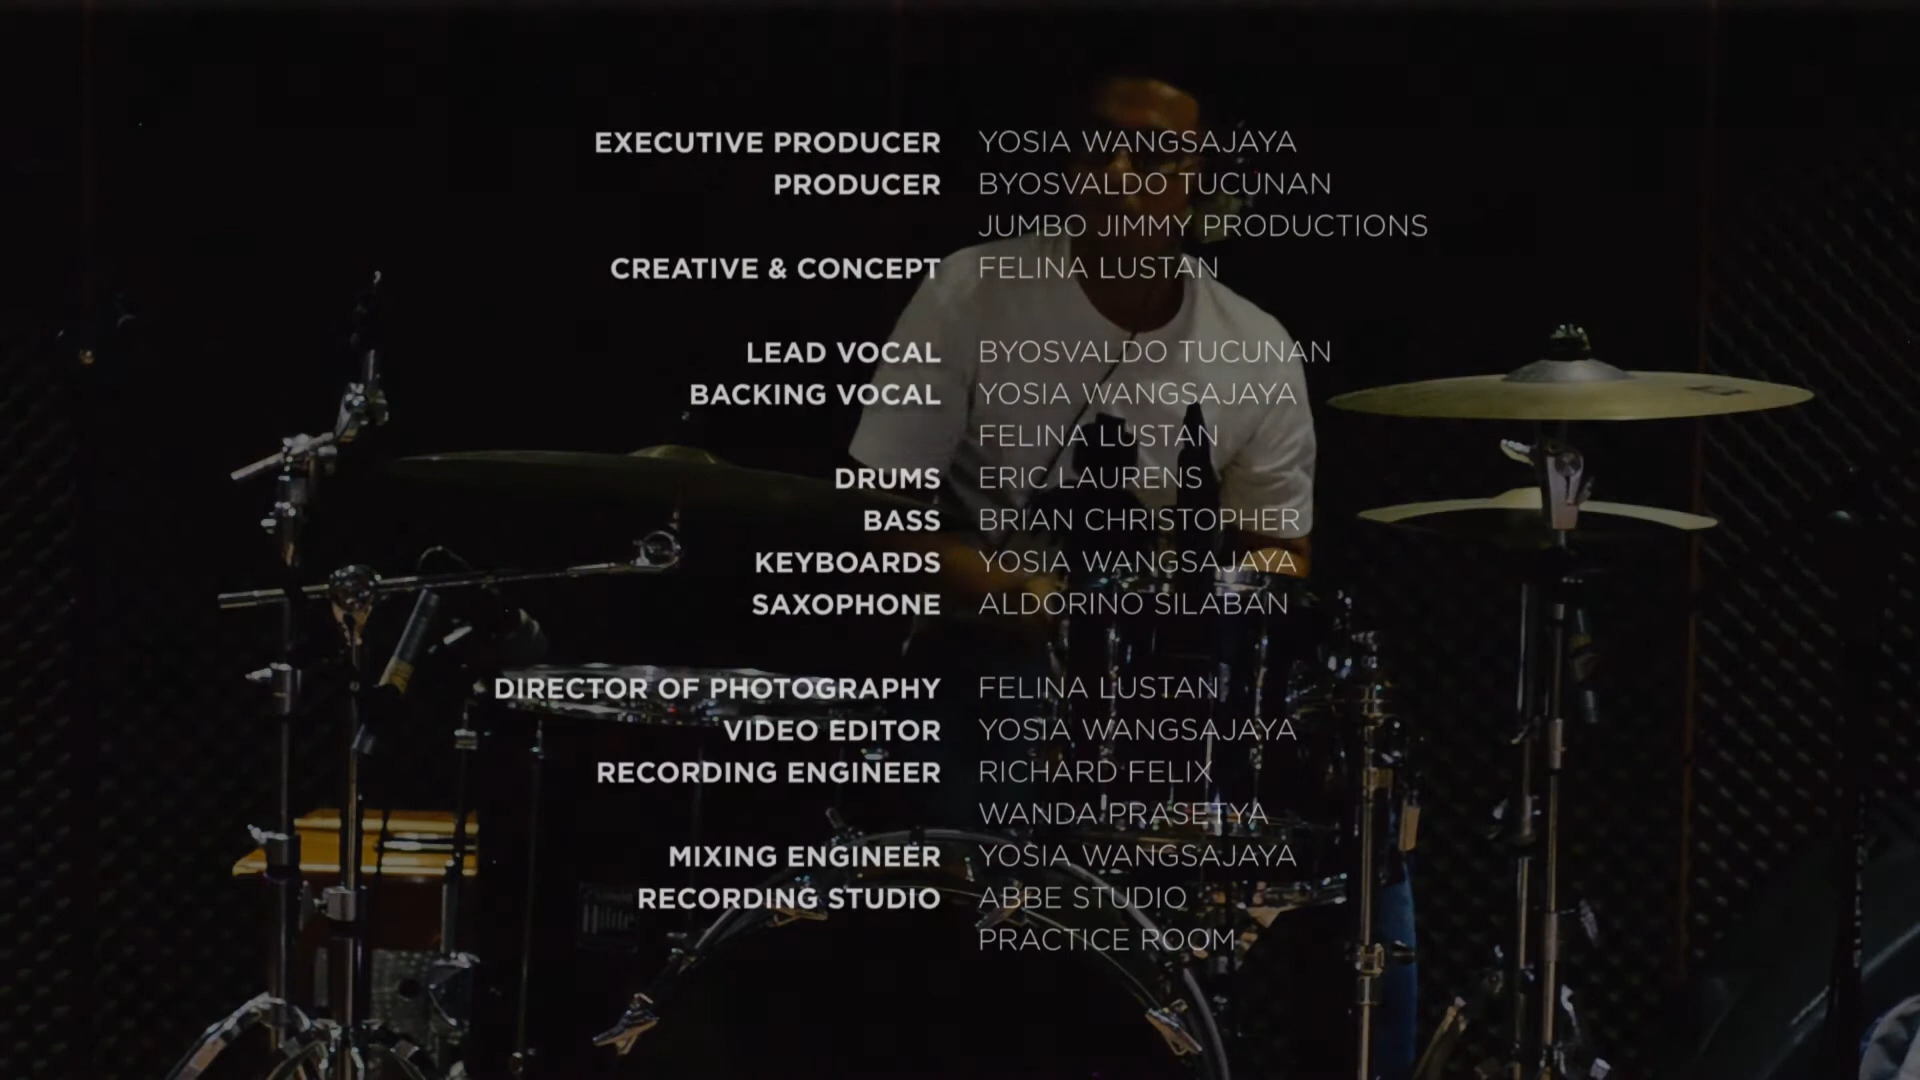 EXECUTIVE PRODUCER YOSIA WANGSAJAYA
PRODUCER BYOSVALDO TUCUNAN
JUMBO JIMMY PRODUCTIONS
CREATIVE & CONCEPT FELINA LUSTAN
LEAD VOCAL BYOSVALDO TUCUNAN
BACKING VOCAL YOSIA WANGSAJAYA
FELINA LUSTAN
DRUMS ERIC LAURENS
BASS BRIAN CHRISTOPHER
KEYBOARDS YOSIA WANGSAJAYA
SAXOPHONE ALDORINO SILABAN
DIRECTOR OF PHOTOGRAPHY FELINA LUSTAN
VIDEO EDITOR YOSIA WANGSAJAYA
RECORDING ENGINEER RICHARD FELIX
WANDA PRASETYA
MIXING ENGINEER YOSIA WANGSAJAYA
RECORDING STUDIO ABBE STUDIO
PRACTICE ROOM